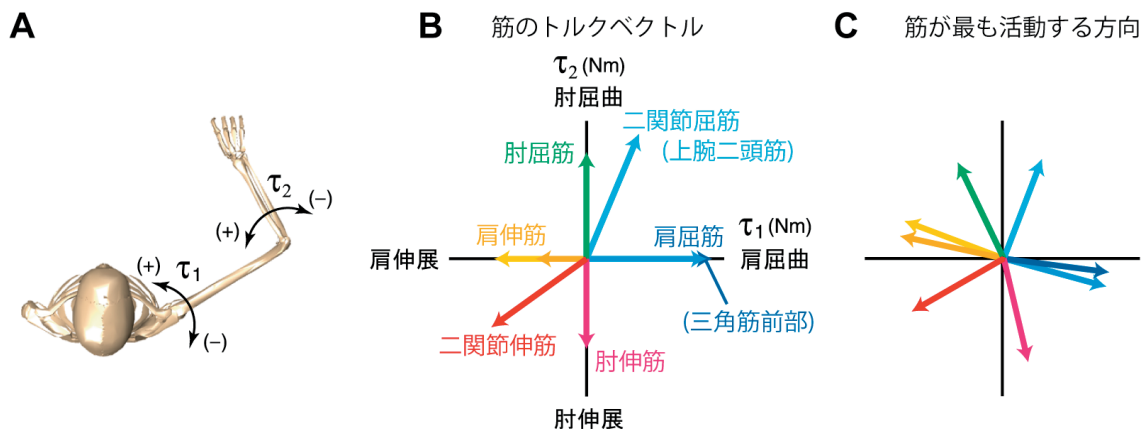 A
τ2
(−)
(+)
(+)
τ1
(−)
B 筋のトルクベクトル
τ2 (Nm)
肘屈曲
二関節屈筋
(上腕二頭筋)
肘屈筋
肩伸筋
肩屈筋
τ1 (Nm)
肩伸展
肩屈曲
(三角筋前部)
二関節伸筋
肘伸筋
肘伸展
C 筋が最も活動する方向